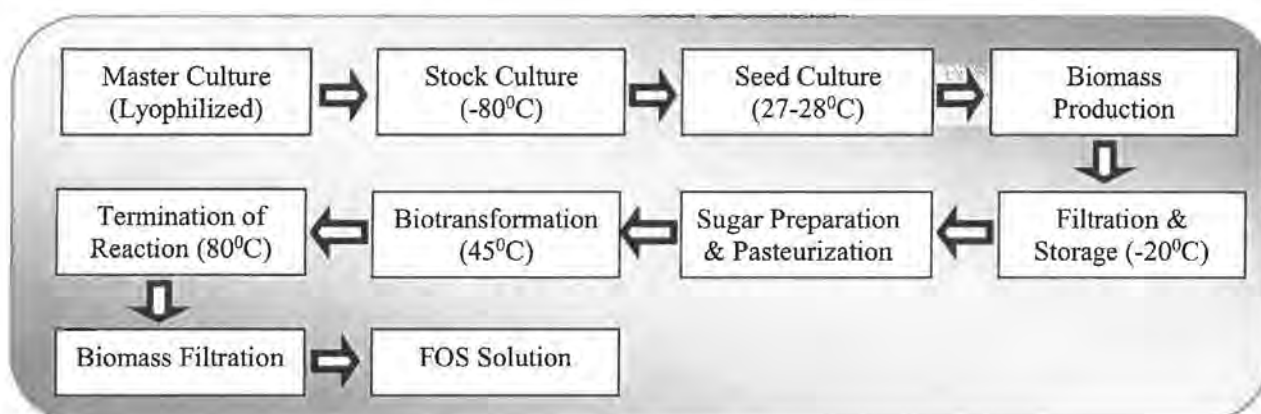 Master Culture
(Lyophilized)
Stock Culture
(-80⁰C)
Seed Culture
(27-28⁰C)
Biomass
Production
Filtration &
Storage (-20⁰C)
Sugar Preparation
& Pasteurization
Biotransformation
(45⁰C)
Termination of
Reaction (80⁰C)
Biomass Filtration
FOS Solution